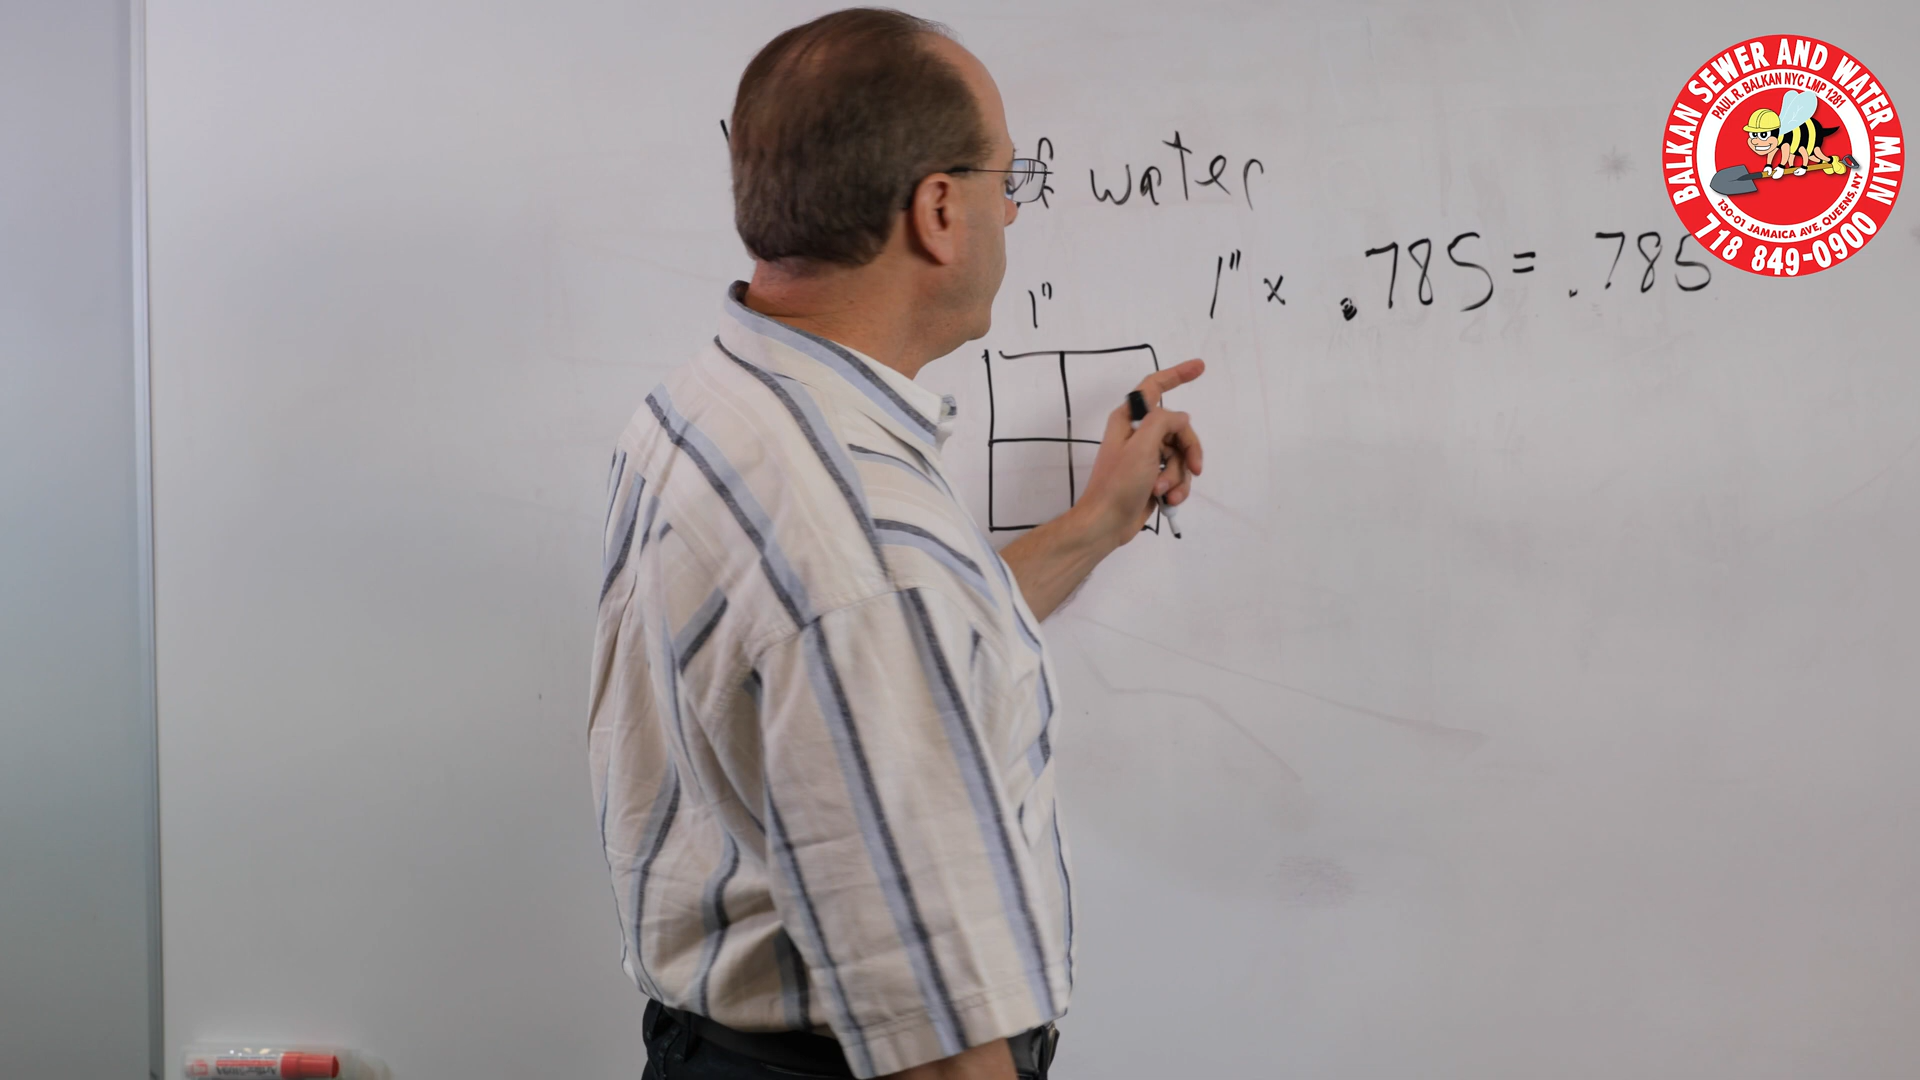 water
1"
1" x .785 = .785
BALKAN SEWER AND WATER MAIN
PAUL R. BALKAN NYC LMP 1281
130-01 JAMAICA AVE, QUEENS, NY
718 849-0900